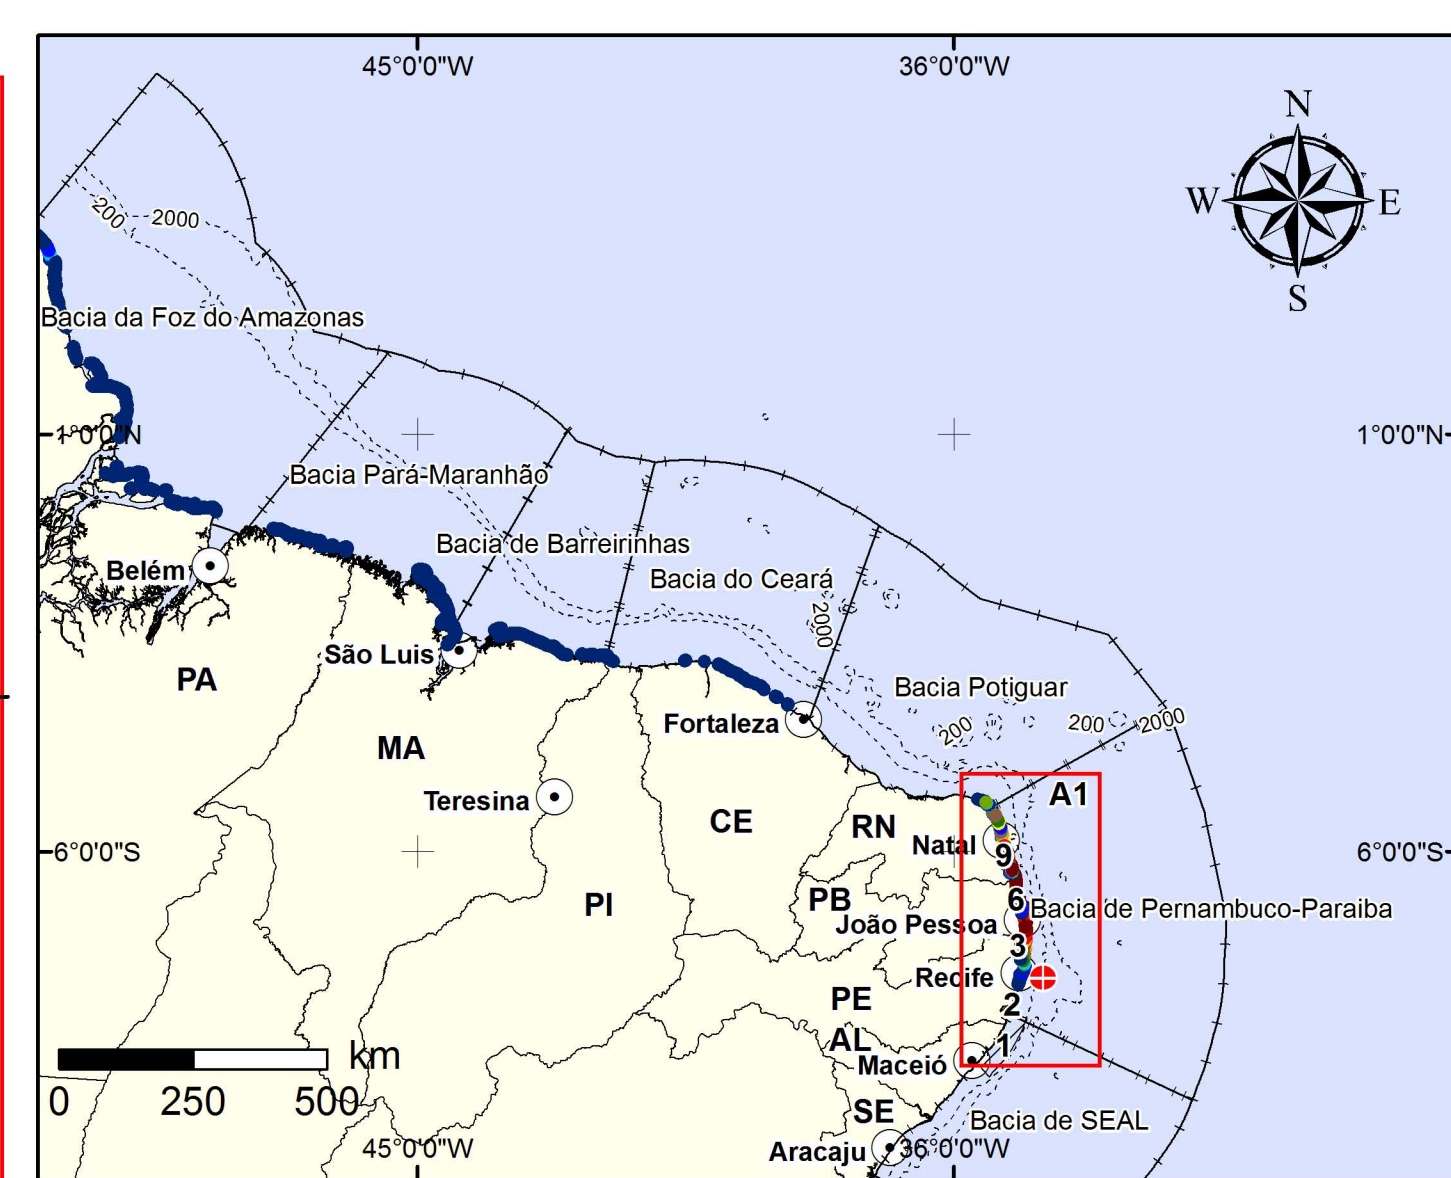 45°0'0"W
36°0'0"W
N
W
E
S
200
2000
Bacia da Foz do Amazonas
1°0'0"N
1°0'0"N
Bacia Pará-Maranhão
Bacia de Barreirinhas
Belém
Bacia do Ceará
2000
São Luis
PA
Bacia Potiguar
Fortaleza
200
200
2000
MA
Teresina
A1
CE
RN
Natal
6°0'0"S
9
6°0'0"S
PI
PB
6
Bacia de Pernambuco-Paraiba
João Pessoa
3
Recife
PE
2
AL
1
km
Maceió
0
250
500
SE
Bacia de SEAL
45°0'0"W
Aracaju
36°0'0"W